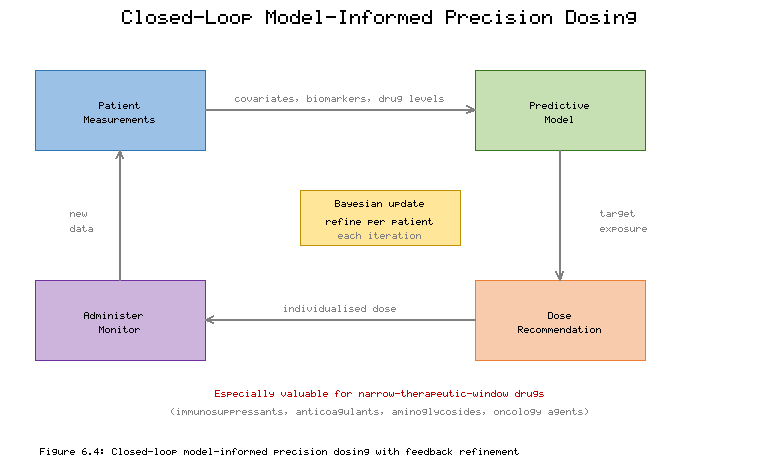 Closed-Loop Model-Informed Precision Dosing
Patient
Measurements
covariates, biomarkers, drug levels
Predictive
Model
new
data
Bayesian update
refine per patient
each iteration
target
exposure
Administer
Monitor
individualised dose
Dose
Recommendation
Especially valuable for narrow-therapeutic-window drugs
(immunosuppressants, anticoagulants, aminoglycosides, oncology agents)
Figure 6.4: Closed-loop model-informed precision dosing with feedback refinement